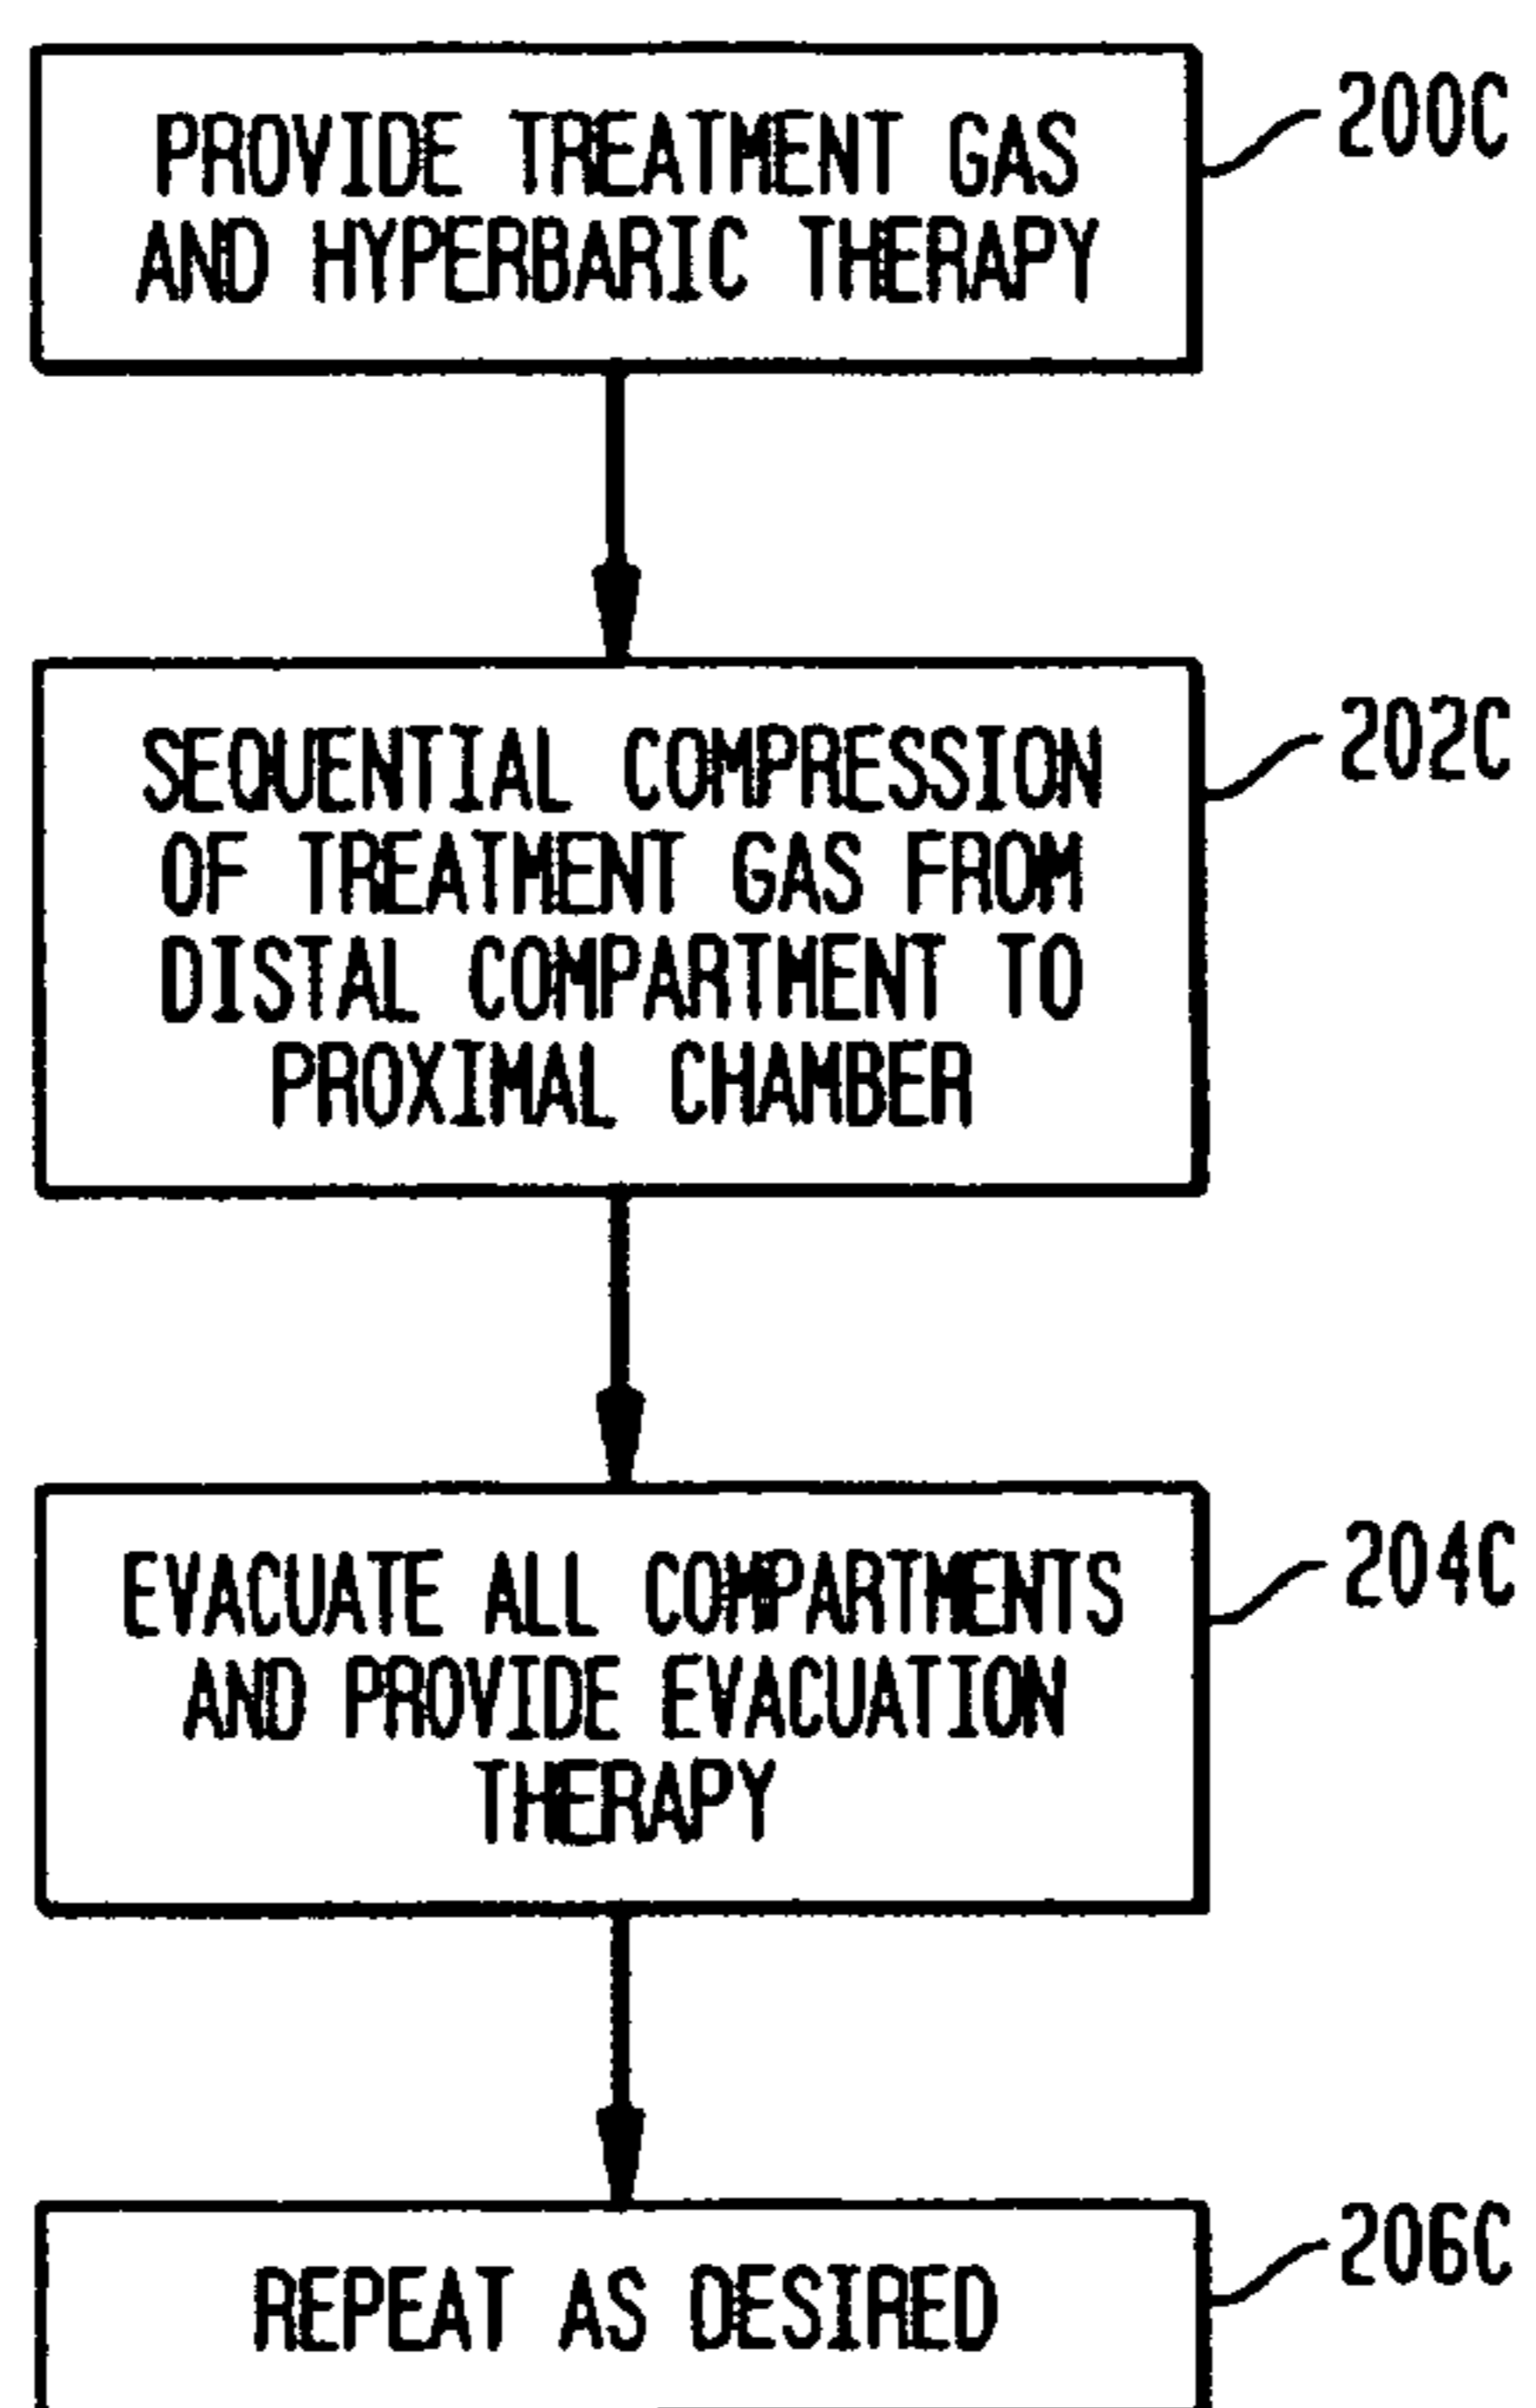 PROVIDE TREATMENT GAS
AND HYPERBARIC THERAPY
200C
SEQUENTIAL COMPRESSION
OF TREATMENT GAS FROM
DISTAL COMPARTMENT TO
PROXIMAL CHAMBER
202C
EVACUATE ALL COMPARTMENTS
AND PROVIDE EVACUATION
THERAPY
204C
REPEAT AS DESIRED
206C